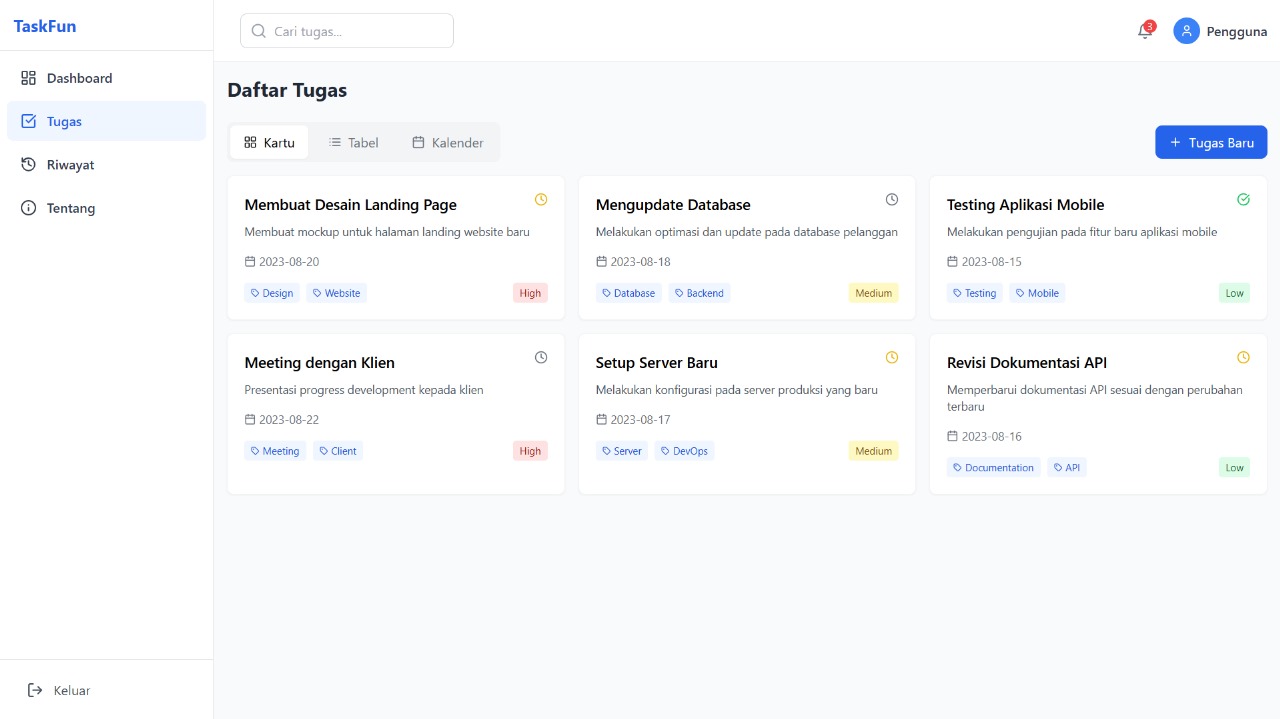 TaskFun
Dashboard
Tugas
Riwayat
Tentang
Keluar
Cari tugas...
3
Pengguna
Daftar Tugas
Kartu
Tabel
Kalender
Tugas Baru
Membuat Desain Landing Page
Membuat mockup untuk halaman landing website baru
2023-08-20
Design
Website
High
Mengupdate Database
Melakukan optimasi dan update pada database pelanggan
2023-08-18
Database
Backend
Medium
Testing Aplikasi Mobile
Melakukan pengujian pada fitur baru aplikasi mobile
2023-08-15
Testing
Mobile
Low
Meeting dengan Klien
Presentasi progress development kepada klien
2023-08-22
Meeting
Client
High
Setup Server Baru
Melakukan konfigurasi pada server produksi yang baru
2023-08-17
Server
DevOps
Medium
Revisi Dokumentasi API
Memperbarui dokumentasi API sesuai dengan perubahan
terbaru
2023-08-16
Documentation
API
Low